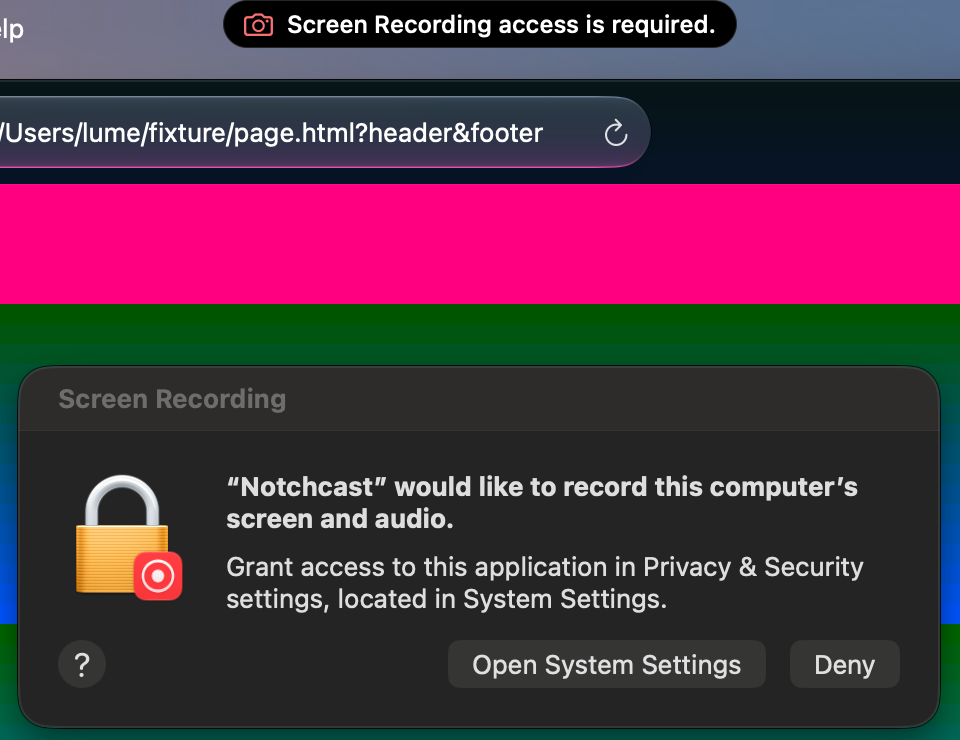 elp
Screen Recording access is required.
/Users/lume/fixture/page.html?header&footer
Screen Recording
“Notchcast” would like to record this computer’s
screen and audio.
Grant access to this application in Privacy & Security
settings, located in System Settings.
?
Open System Settings
Deny